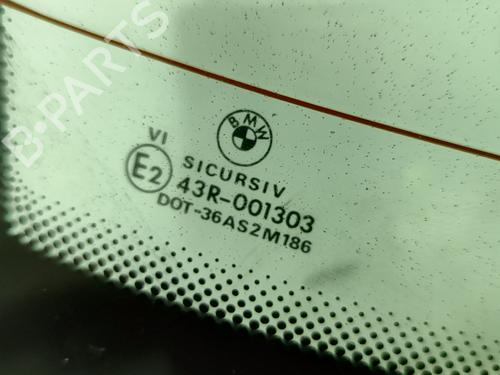 B-PARTS
BMW
VI
SICURSIV
E2
43R-001303
DOT-36AS2M186